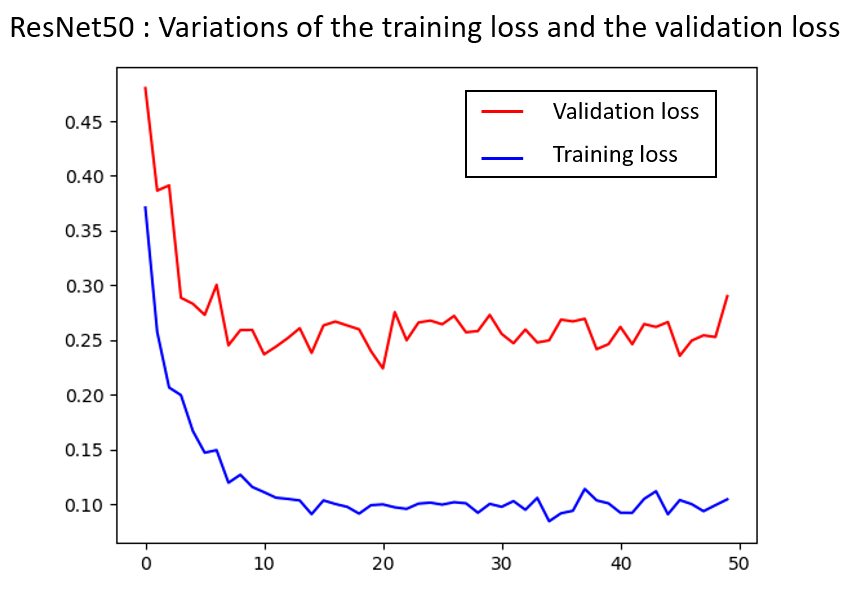 ResNet50 : Variations of the training loss and the validation loss
Validation loss
Training loss
0.45
0.40
0.35
0.30
0.25
0.20
0.15
0.10
0 10 20 30 40 50